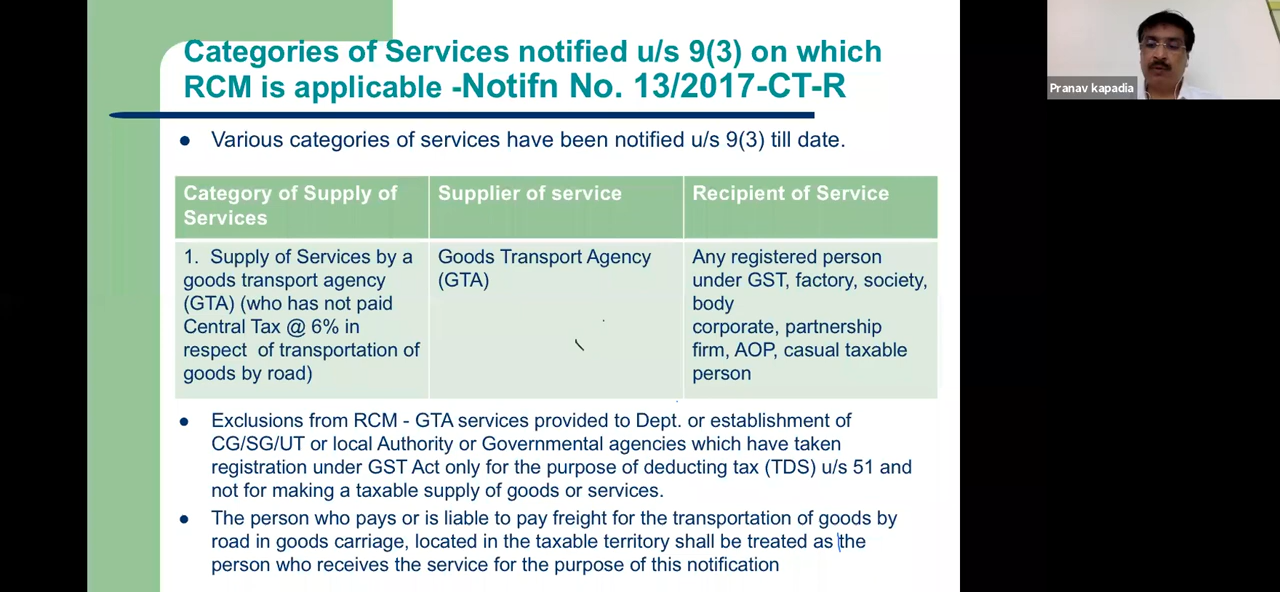 Categories of Services notified u/s 9(3) on which
RCM is applicable -Notifn No. 13/2017-CT-R
Pranav kapadia
Various categories of services have been notified u/s 9(3) till date.
Category of Supply of
Services
Supplier of service
Recipient of Service
1. Supply of Services by a
goods transport agency
(GTA) (who has not paid
Central Tax @ 6% in
respect of transportation of
goods by road)
Goods Transport Agency
(GTA)
Any registered person
under GST, factory, society,
body
corporate, partnership
firm, AOP, casual taxable
person
Exclusions from RCM - GTA services provided to Dept. or establishment of
CG/SG/UT or local Authority or Governmental agencies which have taken
registration under GST Act only for the purpose of deducting tax (TDS) u/s 51 and
not for making a taxable supply of goods or services.
The person who pays or is liable to pay freight for the transportation of goods by
road in goods carriage, located in the taxable territory shall be treated as the
person who receives the service for the purpose of this notification